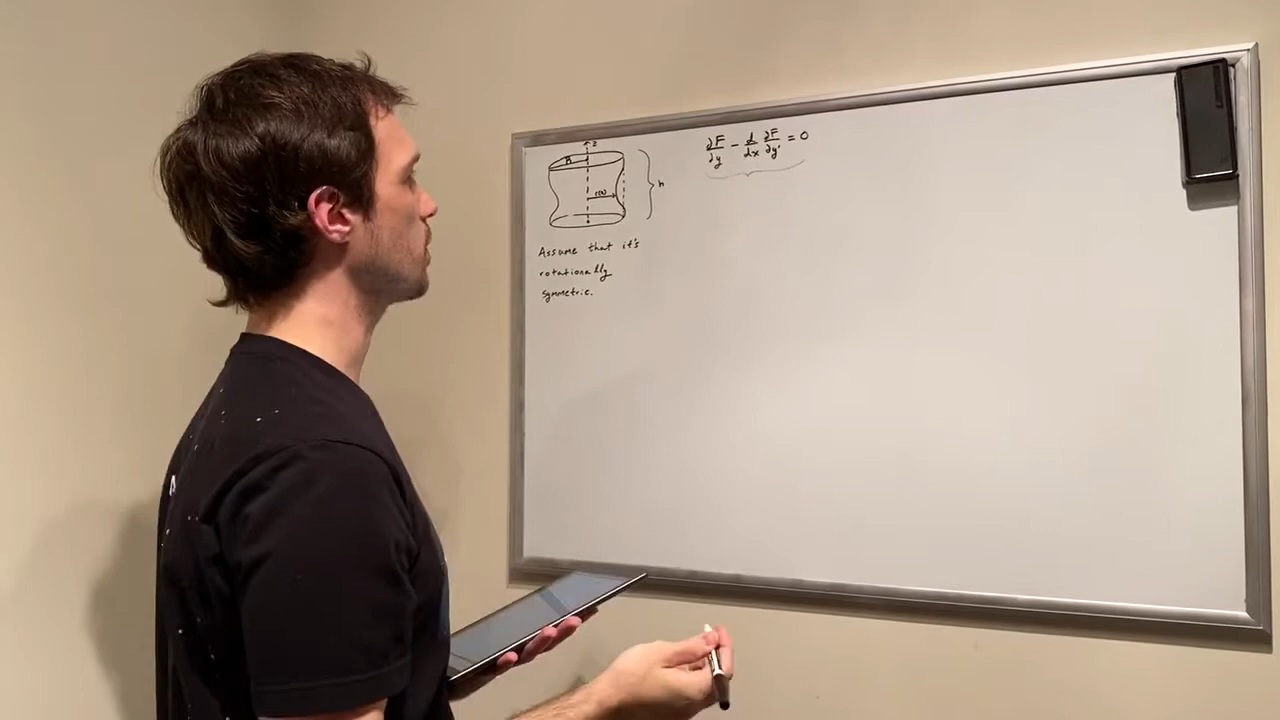 z
R
r(z)
h
Assume that it's
rotationally
symmetric.
∂F/∂y − d/dx ∂F/∂y' = 0